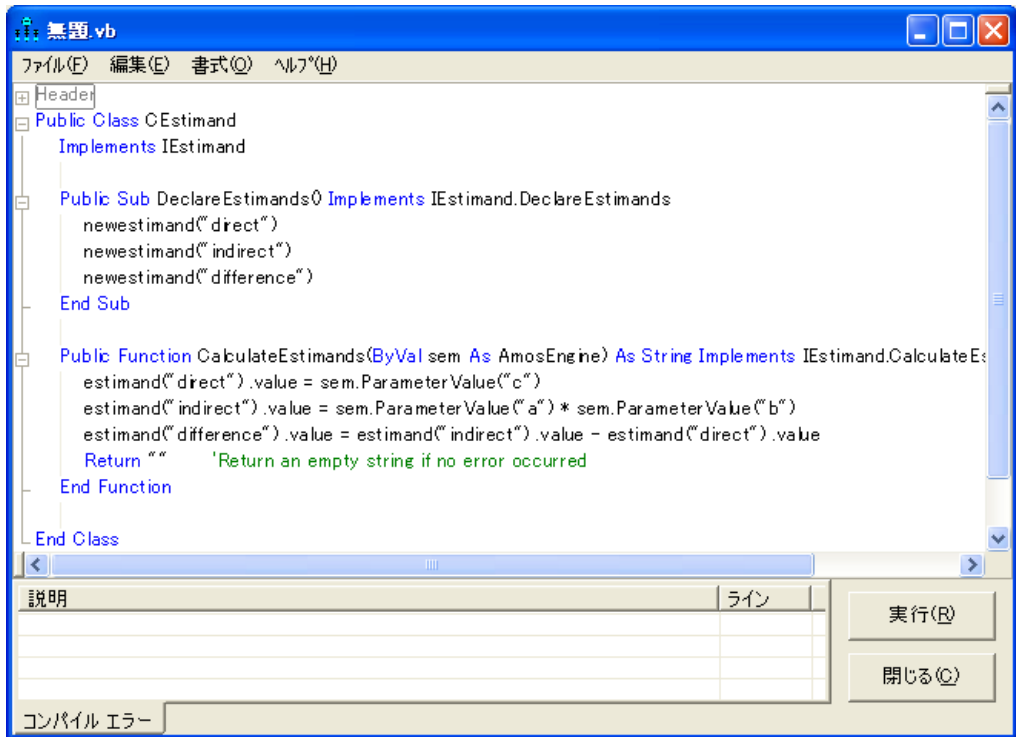 無題.vb
ファイル(F) 編集(E) 書式(O) ヘルプ(H)
Header
Public Class CEstimand
Implements IEstimand
Public Sub DeclareEstimands() Implements IEstimand.DeclareEstimands
newestimand("direct")
newestimand("indirect")
newestimand("difference")
End Sub
Public Function CalculateEstimands(ByVal sem As AmosEngine) As String Implements IEstimand.CalculateEs
estimand("direct").value = sem.ParameterValue("c")
estimand("indirect").value = sem.ParameterValue("a") * sem.ParameterValue("b")
estimand("difference").value = estimand("indirect").value - estimand("direct").value
Return "" 'Return an empty string if no error occurred
End Function
End Class
説明 ライン
実行(R)
閉じる(C)
コンパイル エラー